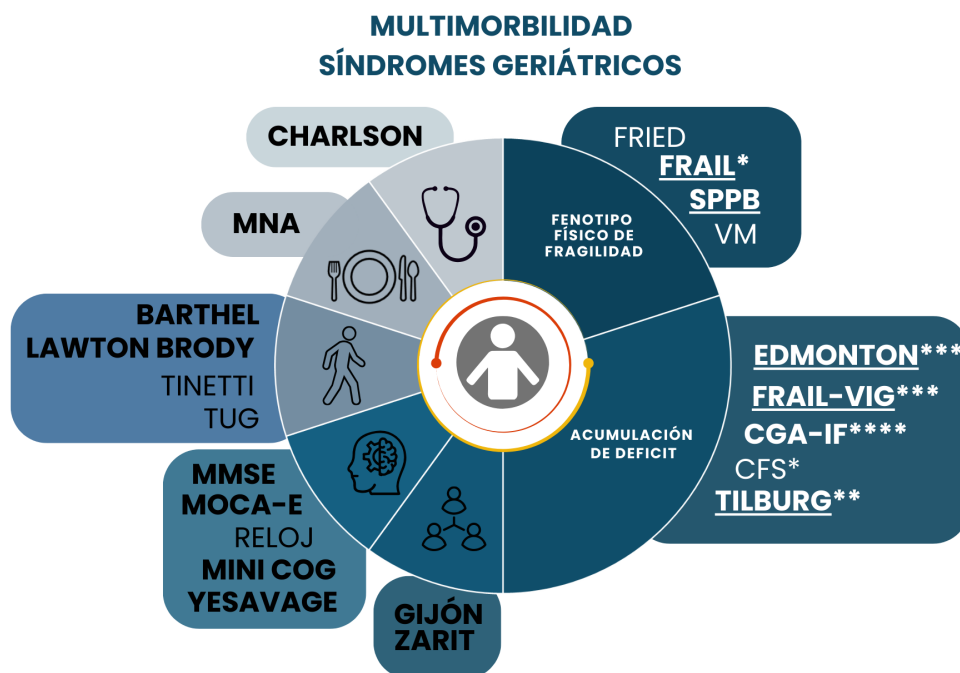 MULTIMORBILIDAD
SÍNDROMES GERIÁTRICOS
CHARLSON
MNA
BARTHEL
LAWTON BRODY
TINETTI
TUG
MMSE
MOCA-E
RELOJ
MINI COG
YESAVAGE
GIJÓN
ZARIT
FENOTIPO
FÍSICO DE
FRAGILIDAD
FRIED
FRAIL*
SPPB
VM
ACUMULACIÓN
DE DEFICIT
EDMONTON***
FRAIL-VIG***
CGA-IF****
CFS*
TILBURG**